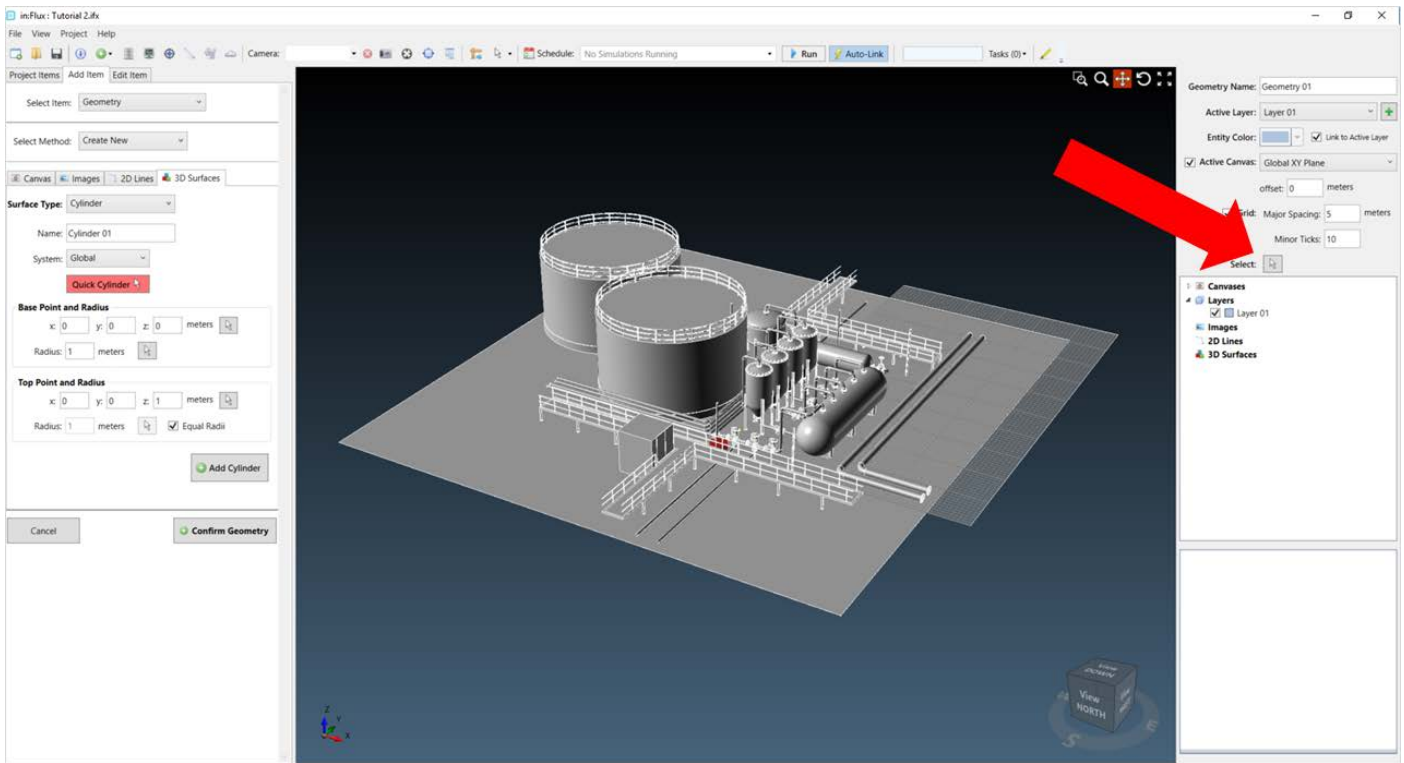 in:Flux : Tutorial 2.ifx
File View Project Help
Camera: Schedule: No Simulations Running Run Auto-Link Tasks (0)
Project Items Add Item Edit Item
Select Item: Geometry
Select Method: Create New
Canvas Images 2D Lines 3D Surfaces
Surface Type: Cylinder
Name: Cylinder 01
System: Global
Quick Cylinder
Base Point and Radius
x: 0 y: 0 z: 0 meters
Radius: 1 meters
Top Point and Radius
x: 0 y: 0 z: 1 meters
Radius: 1 meters Equal Radii
Add Cylinder
Cancel Confirm Geometry
Z
Y
X
View
DOWN
View
NORTH
S
E
Geometry Name: Geometry 01
Active Layer: Layer 01
Entity Color: Link to Active Layer
Active Canvas: Global XY Plane
offset: 0 meters
Grid: Major Spacing: 5 meters
Minor Ticks: 10
Select:
Canvases
Layers
Layer 01
Images
2D Lines
3D Surfaces